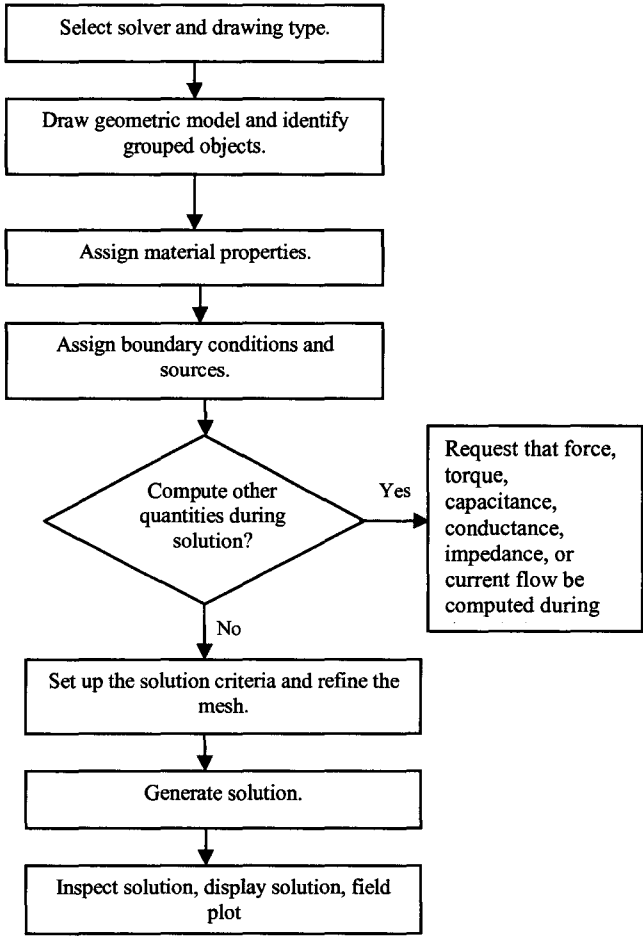 Select solver and drawing type.
Draw geometric model and identify
grouped objects.
Assign material properties.
Assign boundary conditions and
sources.
Compute other
quantities during
solution?
Yes
Request that force,
torque,
capacitance,
conductance,
impedance, or
current flow be
computed during
No
Set up the solution criteria and refine the
mesh.
Generate solution.
Inspect solution, display solution, field
plot